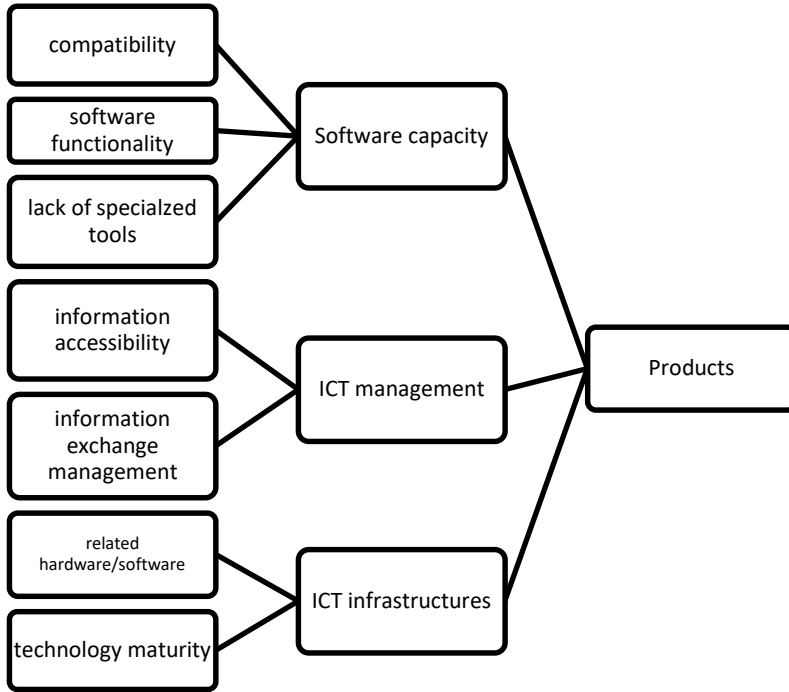 compatibility
software
functionality
lack of specialzed
tools
Software capacity
information
accessibility
information
exchange
management
ICT management
related
hardware/software
technology maturity
ICT infrastructures
Products